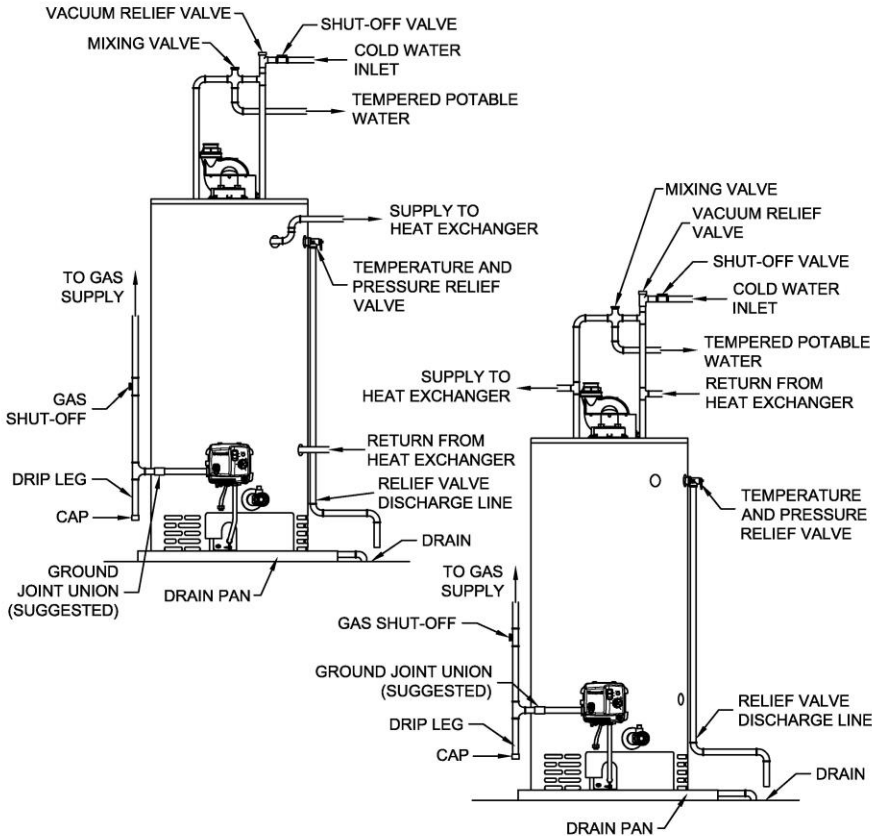 VACUUM RELIEF VALVE
SHUT-OFF VALVE
MIXING VALVE
COLD WATER
INLET
TEMPERED POTABLE
WATER
SUPPLY TO
HEAT EXCHANGER
TO GAS
SUPPLY
TEMPERATURE AND
PRESSURE RELIEF
VALVE
GAS
SHUT-OFF
RETURN FROM
HEAT EXCHANGER
DRIP LEG
RELIEF VALVE
DISCHARGE LINE
CAP
DRAIN
GROUND
JOINT UNION
(SUGGESTED)
DRAIN PAN
MIXING VALVE
VACUUM RELIEF
VALVE
SHUT-OFF VALVE
COLD WATER
INLET
TEMPERED POTABLE
WATER
SUPPLY TO
HEAT EXCHANGER
RETURN FROM
HEAT EXCHANGER
TEMPERATURE
AND PRESSURE
RELIEF VALVE
TO GAS
SUPPLY
GAS SHUT-OFF
GROUND JOINT UNION
(SUGGESTED)
DRIP LEG
CAP
RELIEF VALVE
DISCHARGE LINE
DRAIN
DRAIN PAN